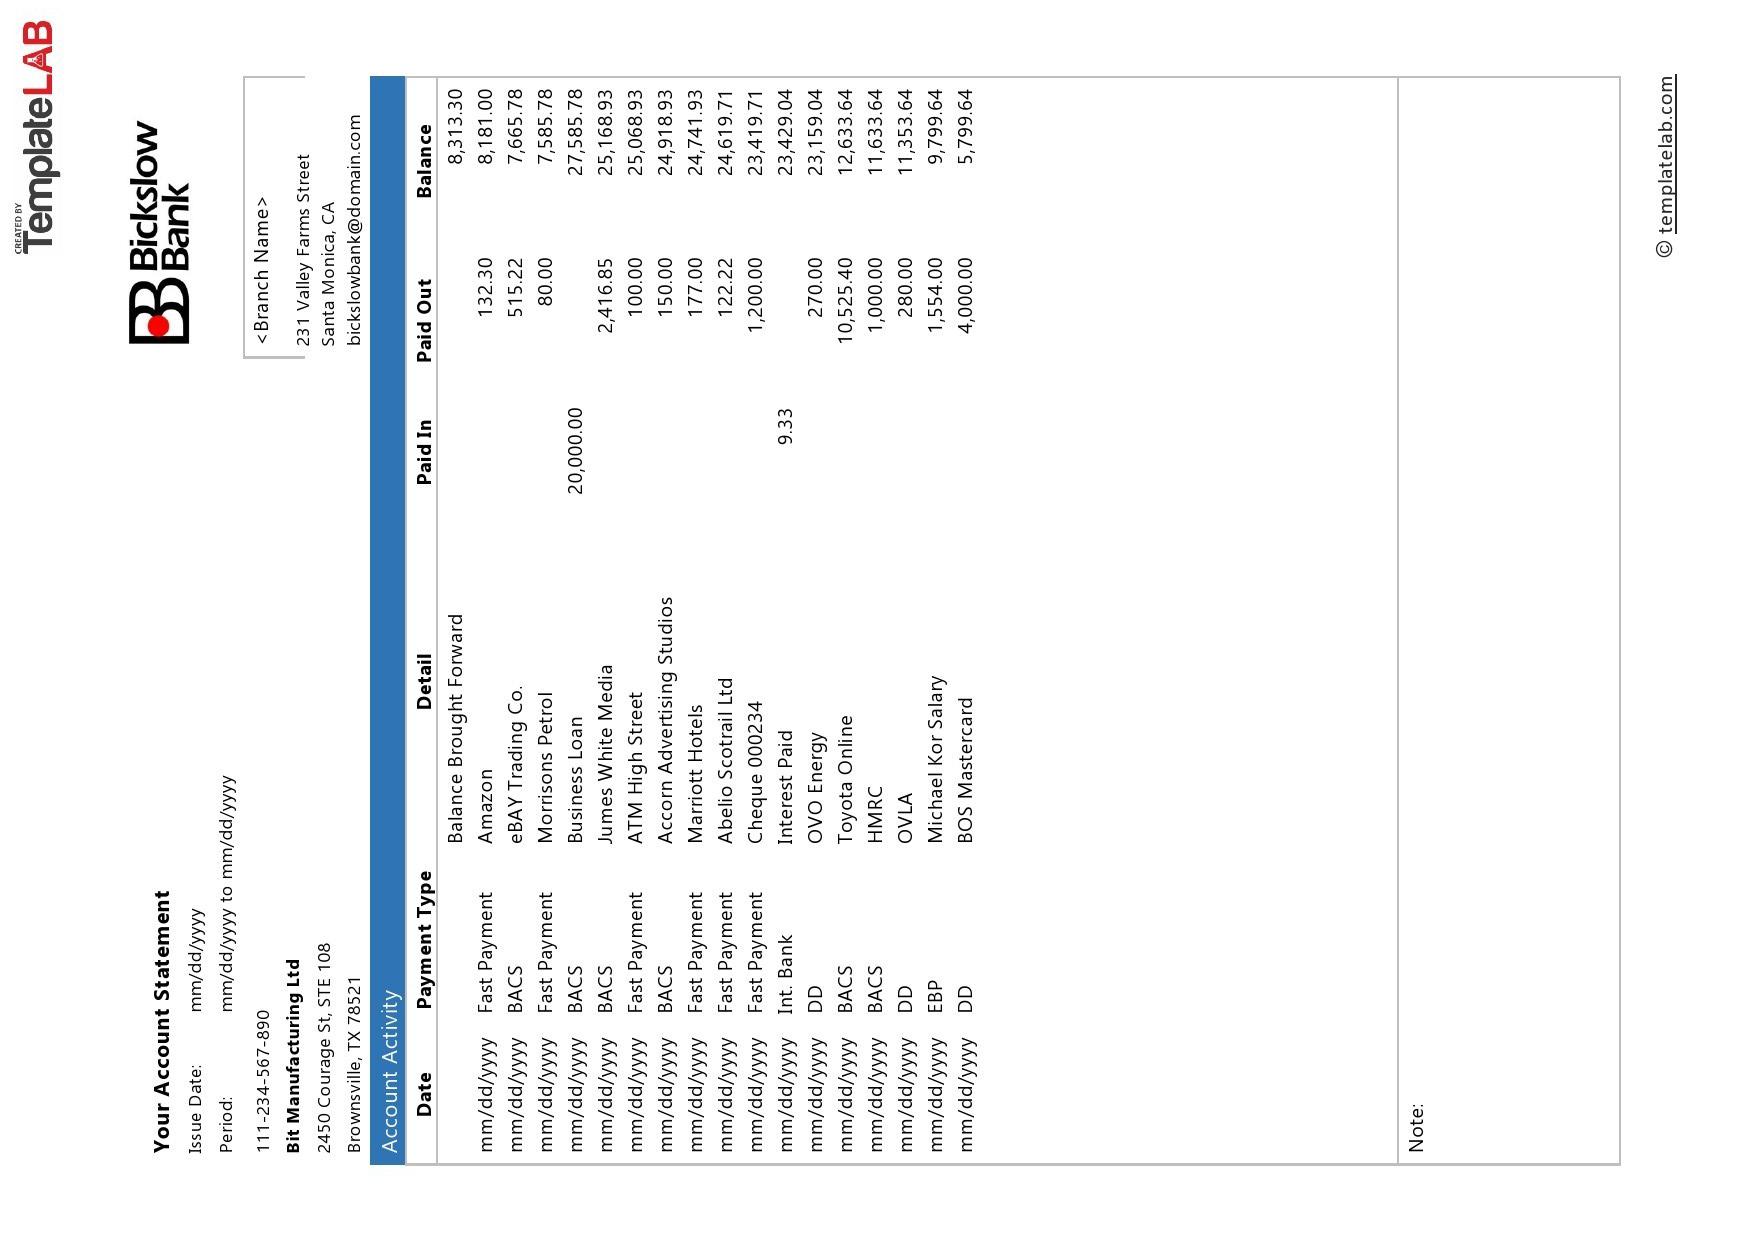 CREATED BY
TemplateLAB
Bickslow
Bank
Your Account Statement
Issue Date: mm/dd/yyyy
Period: mm/dd/yyyy to mm/dd/yyyy
<Branch Name>
111-234-567-890
Bit Manufacturing Ltd
231 Valley Farms Street
2450 Courage St, STE 108
Santa Monica, CA
Brownsville, TX 78521
bickslowbank@domain.com
Account Activity
Date Payment Type Detail Paid In Paid Out Balance
Balance Brought Forward 8,313.30
mm/dd/yyyy Fast Payment Amazon 132.30 8,181.00
mm/dd/yyyy BACS eBAY Trading Co. 515.22 7,665.78
mm/dd/yyyy Fast Payment Morrisons Petrol 80.00 7,585.78
mm/dd/yyyy BACS Business Loan 20,000.00 27,585.78
mm/dd/yyyy BACS Jumes White Media 2,416.85 25,168.93
mm/dd/yyyy Fast Payment ATM High Street 100.00 25,068.93
mm/dd/yyyy BACS Accorn Advertising Studios 150.00 24,918.93
mm/dd/yyyy Fast Payment Marriott Hotels 177.00 24,741.93
mm/dd/yyyy Fast Payment Abelio Scotrail Ltd 122.22 24,619.71
mm/dd/yyyy Fast Payment Cheque 000234 1,200.00 23,419.71
mm/dd/yyyy Int. Bank Interest Paid 9.33 23,429.04
mm/dd/yyyy DD OVO Energy 270.00 23,159.04
mm/dd/yyyy BACS Toyota Online 10,525.40 12,633.64
mm/dd/yyyy BACS HMRC 1,000.00 11,633.64
mm/dd/yyyy DD OVLA 280.00 11,353.64
mm/dd/yyyy EBP Michael Kor Salary 1,554.00 9,799.64
mm/dd/yyyy DD BOS Mastercard 4,000.00 5,799.64
Note:
© templatelab.com